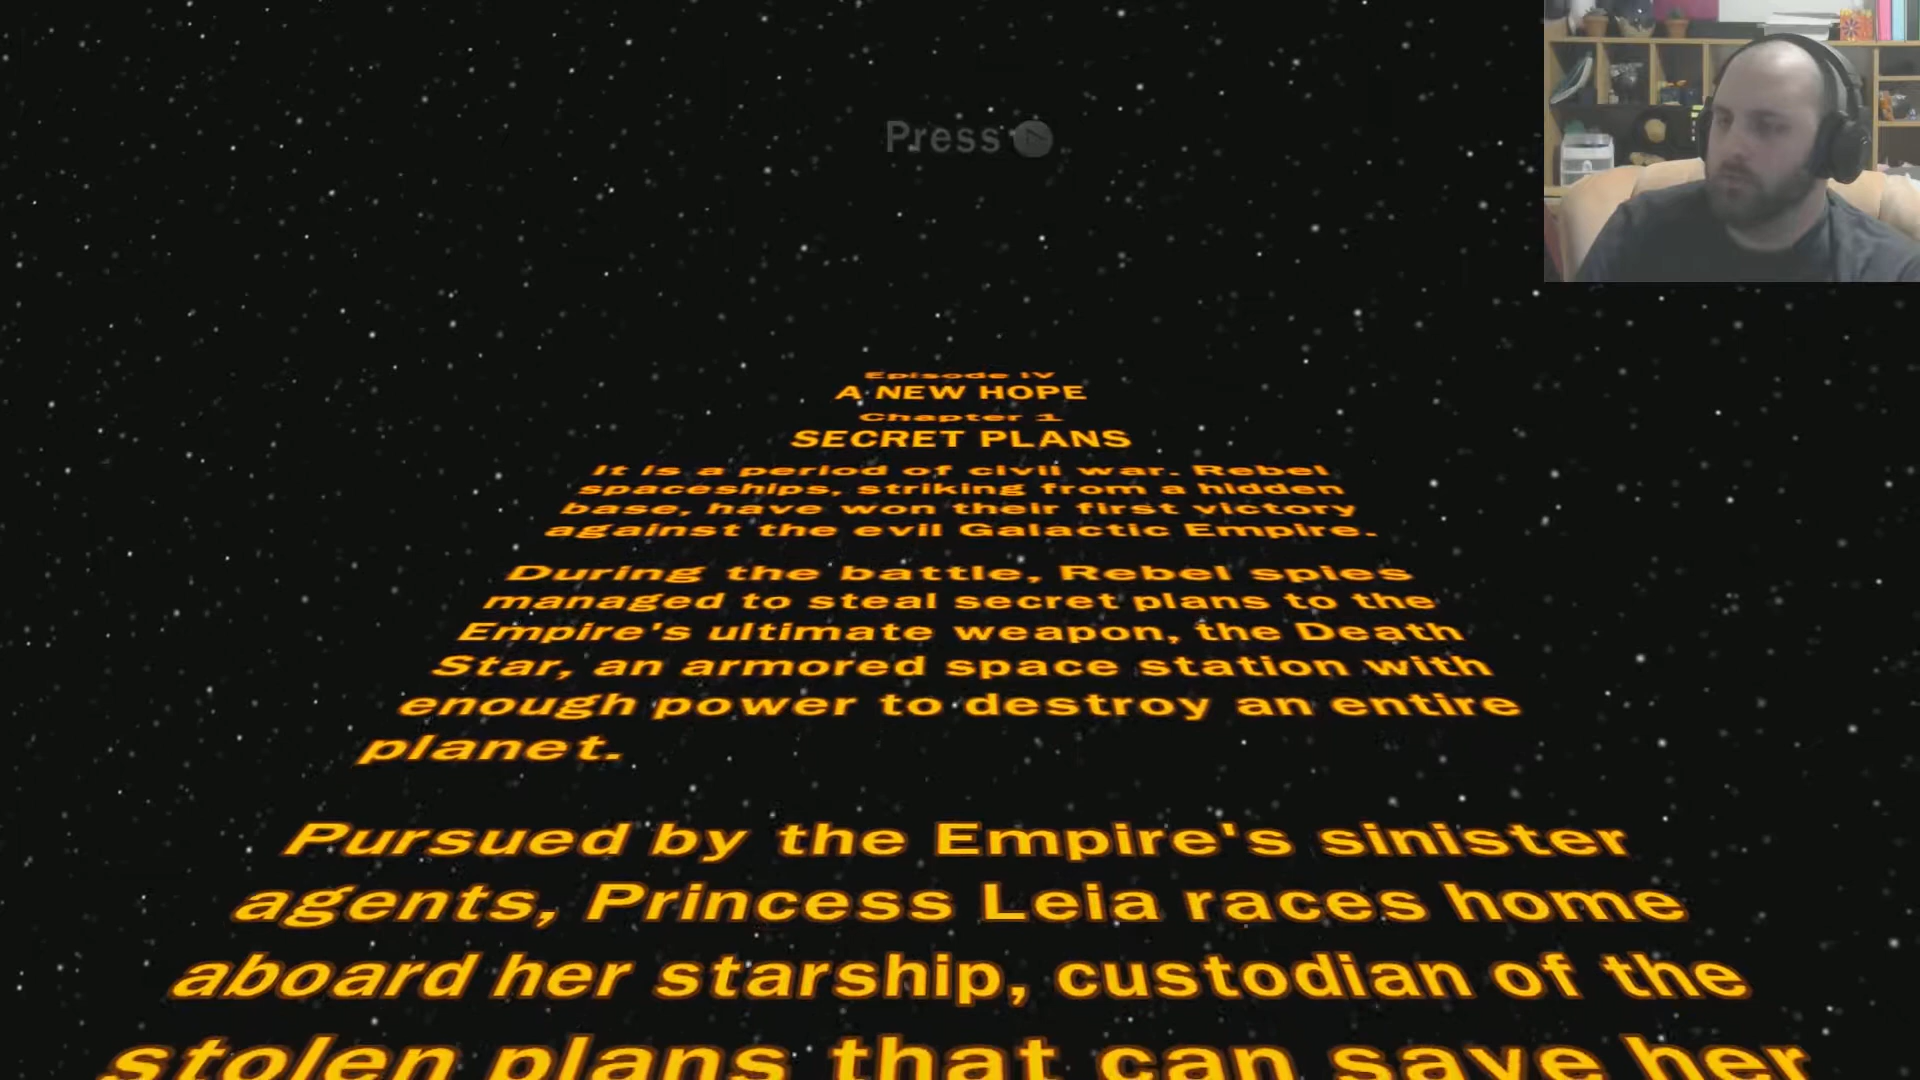 Press
Episode IV
A NEW HOPE
Chapter 1
SECRET PLANS
It is a period of civil war. Rebel
spaceships, striking from a hidden
base, have won their first victory
against the evil Galactic Empire.
During the battle, Rebel spies
managed to steal secret plans to the
Empire's ultimate weapon, the Death
Star, an armored space station with
enough power to destroy an entire
planet.
Pursued by the Empire's sinister
agents, Princess Leia races home
aboard her starship, custodian of the
stolen plans that can save her